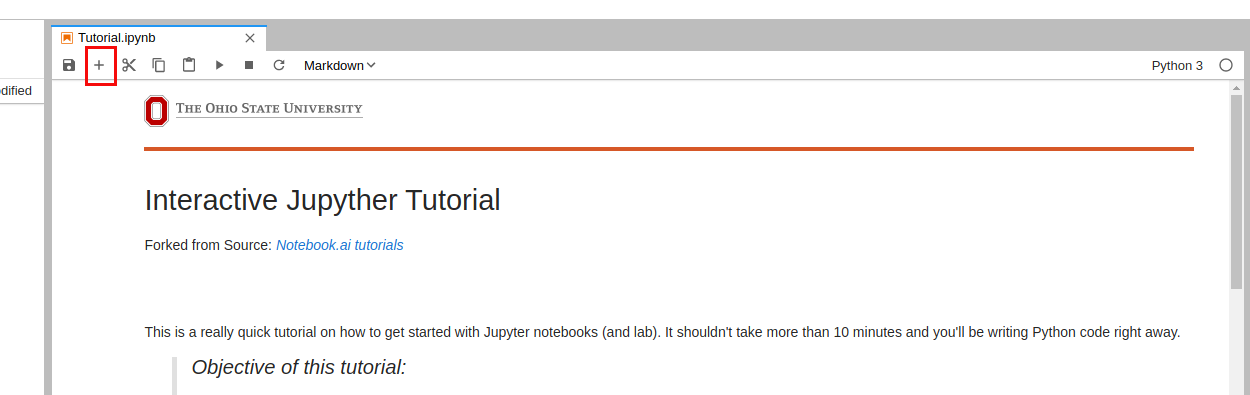 Tutorial.ipynb
Markdown
Python 3
dified
THE OHIO STATE UNIVERSITY
Interactive Jupyther Tutorial
Forked from Source: Notebook.ai tutorials
This is a really quick tutorial on how to get started with Jupyter notebooks (and lab). It shouldn't take more than 10 minutes and you'll be writing Python code right away.
Objective of this tutorial: